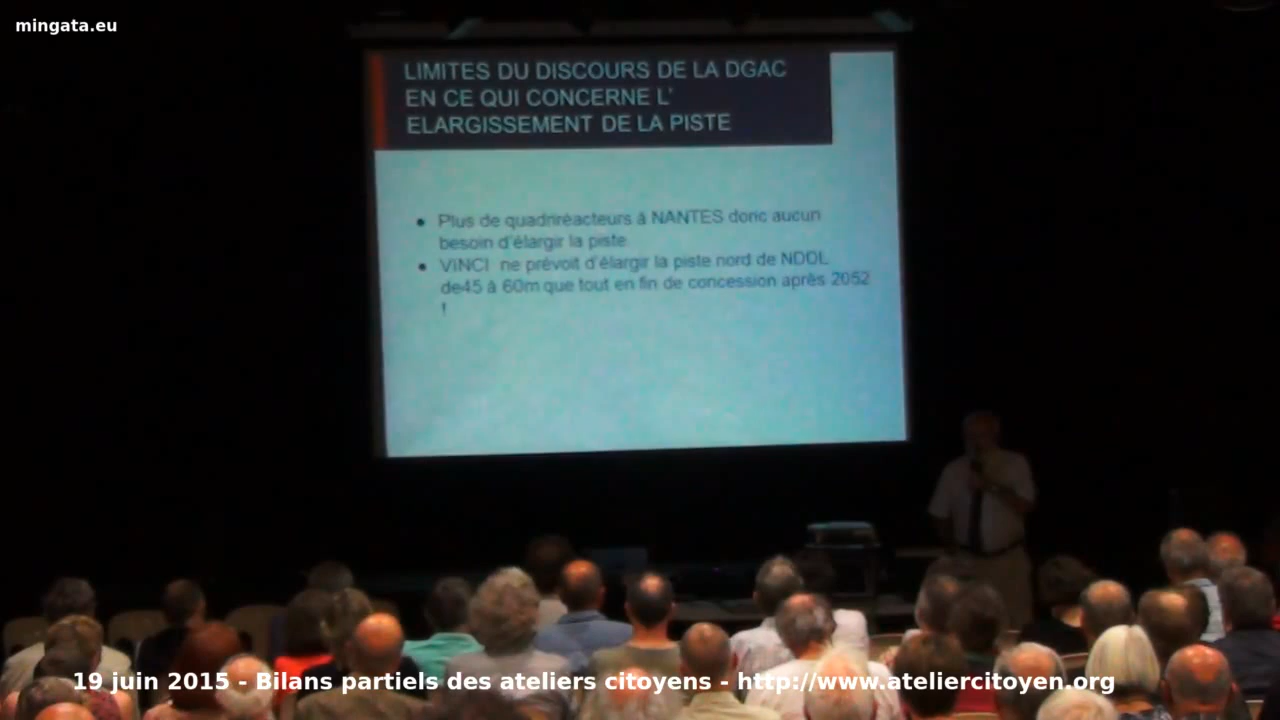 mingata.eu
LIMITES DU DISCOURS DE LA DGAC
EN CE QUI CONCERNE L'
ELARGISSEMENT DE LA PISTE
• Plus de quadriréacteurs à NANTES donc aucun
besoin d'élargir la piste
• VINCI ne prévoit d'élargir la piste nord de NDDL
de45 à 60m que tout en fin de concession après 2052
!
19 juin 2015 - Bilans partiels des ateliers citoyens - http://www.ateliercitoyen.org